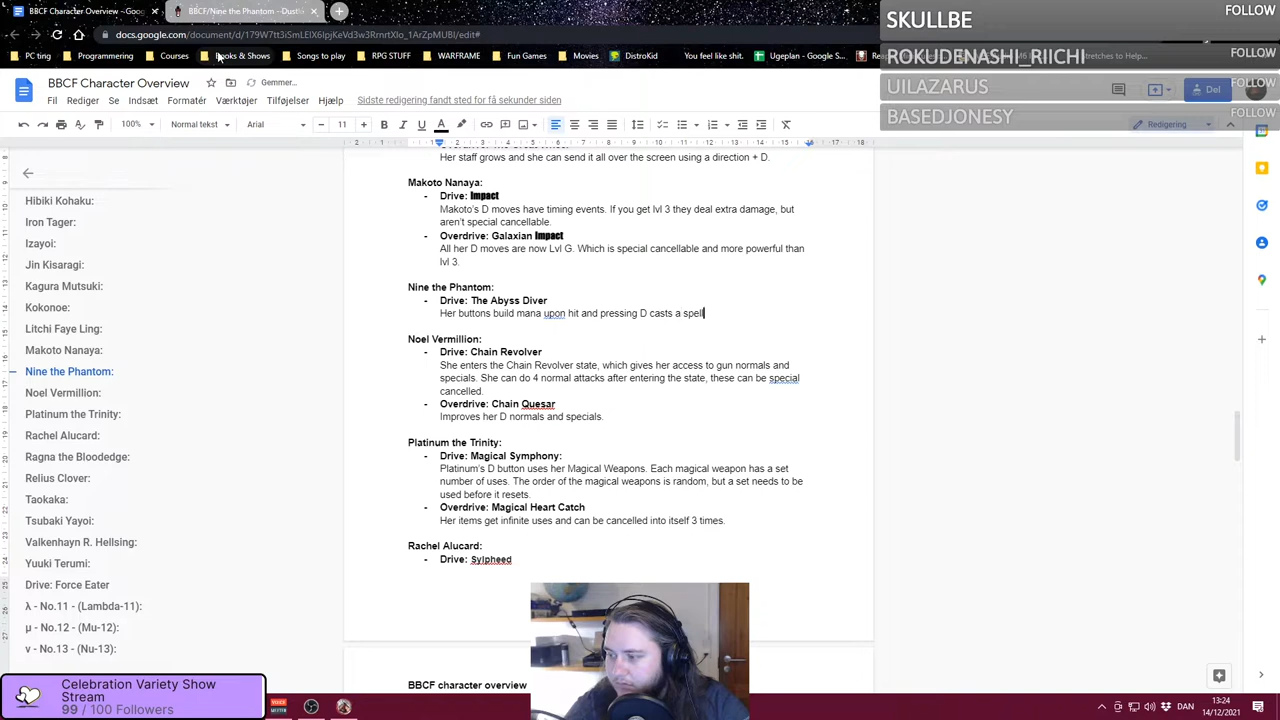 BBCF Character Overview - Goog
BBCF/Nine the Phantom - Dustl
SKULLBE
FOLLOW
docs.google.com/document/d/
ROKUDENASHI_RIICHI
FOLLOW
PC ting
Programmering
Courses
Books & Shows
Songs to play
RPG STUFF
WARFRAME
Fun Games
Movies
DistroKid
You feel like shit.
Ugeplan - Goog
UILAZARUS
FOLLOW
BASEDJONESY
FOLLOW
BBCF Character Overview
Gemmer...
Fil
Rediger
Se
Indsæt
Formatér
Værktøjer
Tilføjelser
Hjælp
Sidste redigering fandt sted for få sekunder siden
Del
100%
Normal tekst
Arial
11
Redigering
Her staff grows and she can send it all over the screen using a direction + D.
Makoto Nanaya:
- Drive: Impact
Makoto's D moves have timing events. If you get lvl 3 they deal extra damage, but
aren't special cancellable.
- Overdrive: Galaxian Impact
All her D moves are now Lvl G. Which is special cancellable and more powerful than
lvl 3.
Nine the Phantom:
- Drive: The Abyss Diver
Her buttons build mana upon hit and pressing D casts a spell
Noel Vermillion:
- Drive: Chain Revolver
She enters the Chain Revolver state, which gives her access to gun normals and
specials. She can do 4 normal attacks after entering the state, these can be special
cancelled.
- Overdrive: Chain Quesar
Improves her D normals and specials.
Platinum the Trinity:
- Drive: Magical Symphony:
Platinum's D button uses her Magical Weapons. Each magical weapon has a set
number of uses. The order of the magical weapons is random, but a set needs to be
used before it resets.
- Overdrive: Magical Heart Catch
Her items get infinite uses and can be cancelled into itself 3 times.
Rachel Alucard:
- Drive: Sylpheed
BBCF character overview
Hibiki Kohaku:
Iron Tager:
Izayoi:
Jin Kisaragi:
Kagura Mutsuki:
Kokonoe:
Litchi Faye Ling:
Makoto Nanaya:
Nine the Phantom:
Noel Vermillion:
Platinum the Trinity:
Rachel Alucard:
Ragna the Bloodedge:
Relius Clover:
Taokaka:
Tsubaki Yayoi:
Valkenhayn R. Hellsing:
Yuuki Terumi:
Drive: Force Eater
λ - No.11 - (Lambda-11):
μ - No.12 - (Mu-12):
ν - No.13 - (Nu-13):
Celebration Variety Show
Stream
99 / 100 Followers
DAN
13:24
14/12/2021